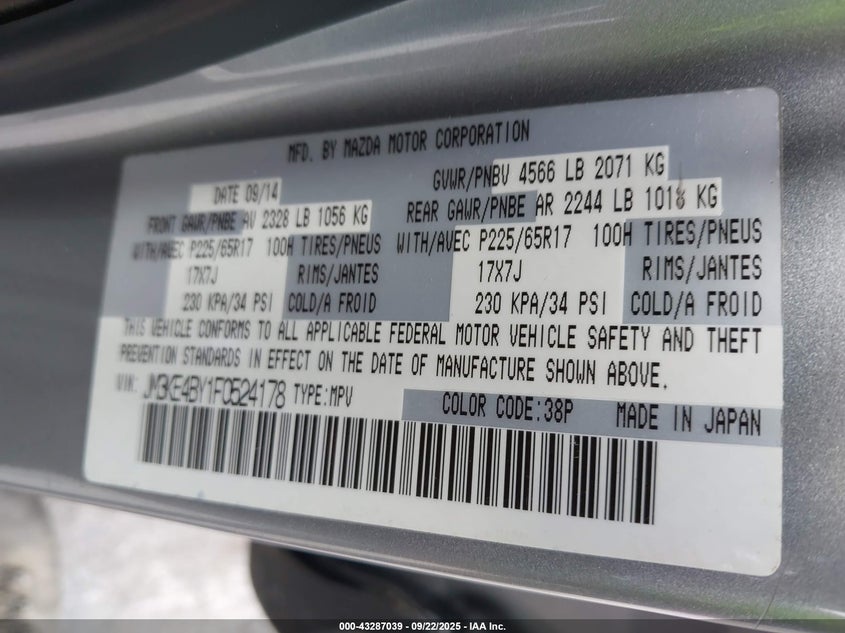 MFD. BY MAZDA MOTOR CORPORATION
DATE 09/14
GVWR/PNBV 4566 LB 2071 KG
FRONT GAWR/PNBE AV 2328 LB 1056 KG
REAR GAWR/PNBE AR 2244 LB 1018 KG
WITH/AVEC P225/65R17 100H TIRES/PNEUS
WITH/AVEC P225/65R17 100H TIRES/PNEUS
17X7J RIMS/JANTES
17X7J RIMS/JANTES
230 KPA/34 PSI COLD/A FROID
230 KPA/34 PSI COLD/A FROID
THIS VEHICLE CONFORMS TO ALL APPLICABLE FEDERAL MOTOR VEHICLE SAFETY AND THEFT
PREVENTION STANDARDS IN EFFECT ON THE DATE OF MANUFACTURE SHOWN ABOVE.
VIN: JM3KE4BY1F0524178 TYPE:MPV
COLOR CODE:38P MADE IN JAPAN
000-43287039 - 09/22/2025 - IAA Inc.